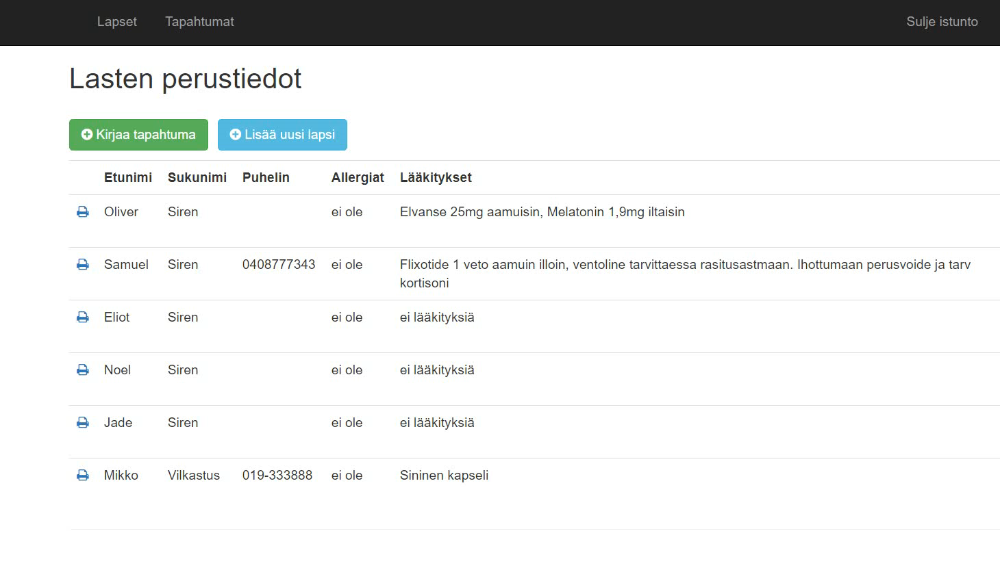 Lapset Tapahtumat Sulje istunto
Lasten perustiedot
Kirjaa tapahtuma Lisää uusi lapsi
Etunimi Sukunimi Puhelin Allergiat Lääkitykset
Oliver Siren ei ole Elvanse 25mg aamuisin, Melatonin 1,9mg iltaisin
Samuel Siren 0408777343 ei ole Flixotide 1 veto aamuin illoin, ventoline tarvittaessa rasitusastmaan. Ihottumaan perusvoide ja tarv
kortisoni
Eliot Siren ei ole ei lääkityksiä
Noel Siren ei ole ei lääkityksiä
Jade Siren ei ole ei lääkityksiä
Mikko Vilkastus 019-333888 ei ole Sininen kapseli